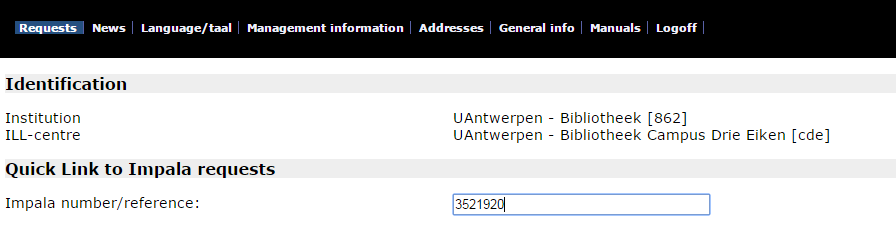 Requests News Language/taal Management information Addresses General info Manuals Logoff
Identification
Institution UAntwerpen - Bibliotheek [862]
ILL-centre UAntwerpen - Bibliotheek Campus Drie Eiken [cde]
Quick Link to Impala requests
Impala number/reference: 3521920